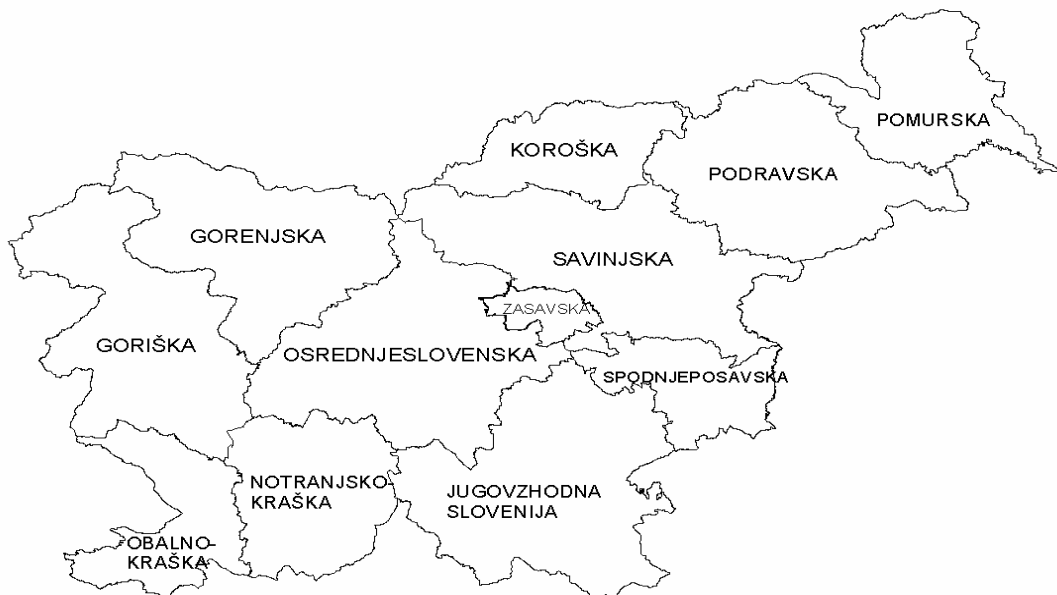 POMURSKA
KOROŠKA
PODRAVSKA
GORENJSKA
SAVINJSKA
ZASAVSKA
GORIŠKA
OSREDNJESLOVENSKA
SPODNJEPOSAVSKA
NOTRANJSKO-
KRAŠKA
JUGOVZHODNA
SLOVENIJA
OBALNO-
KRAŠKA